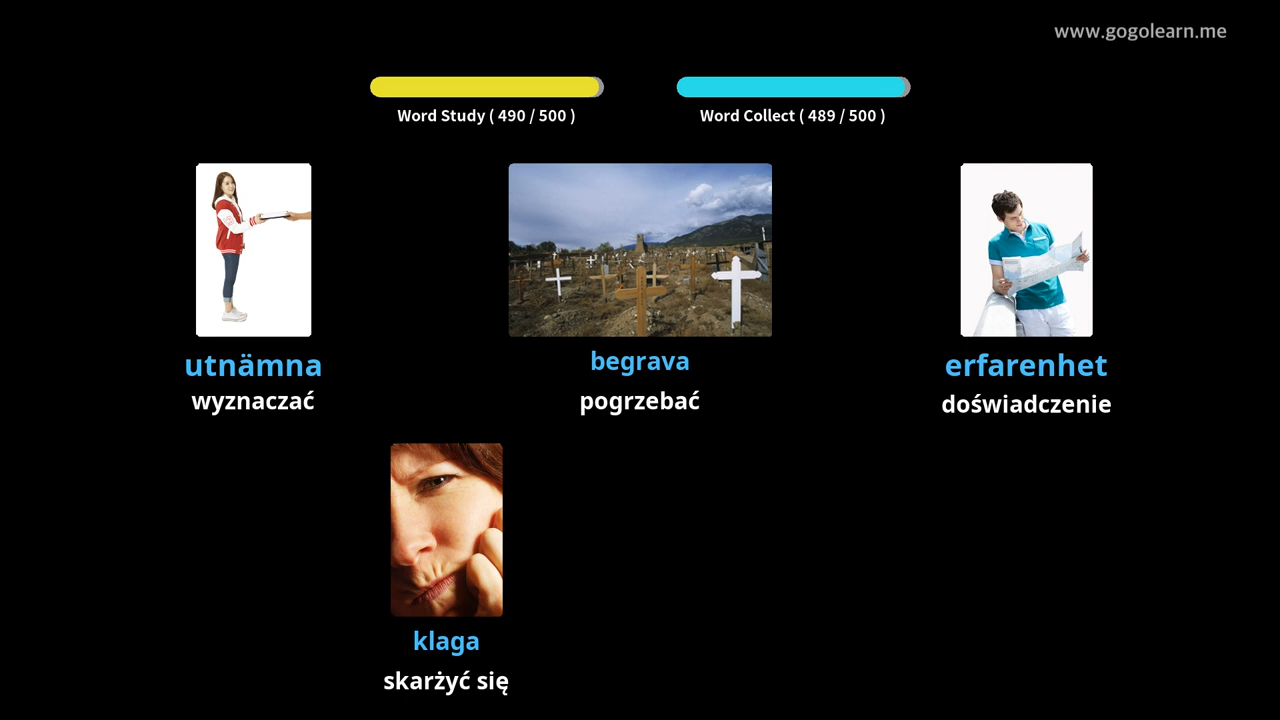 www.gogolearn.me
Word Study ( 490 / 500 )
Word Collect ( 489 / 500 )
utnämna
wyznaczać
begrava
pogrzebać
erfarenhet
doświadczenie
klaga
skarżyć się